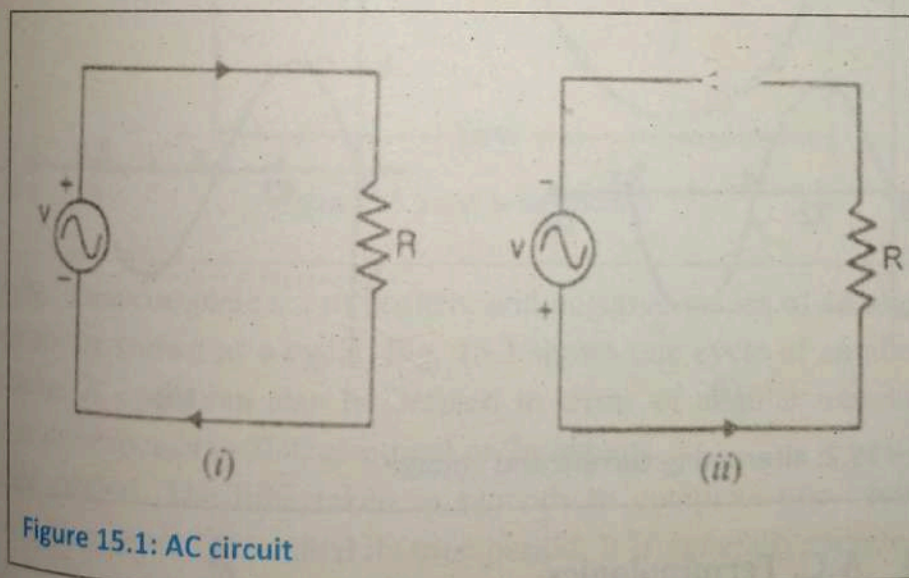 +
V
−
R
(i)
−
V
+
R
(ii)
Figure 15.1: AC circuit